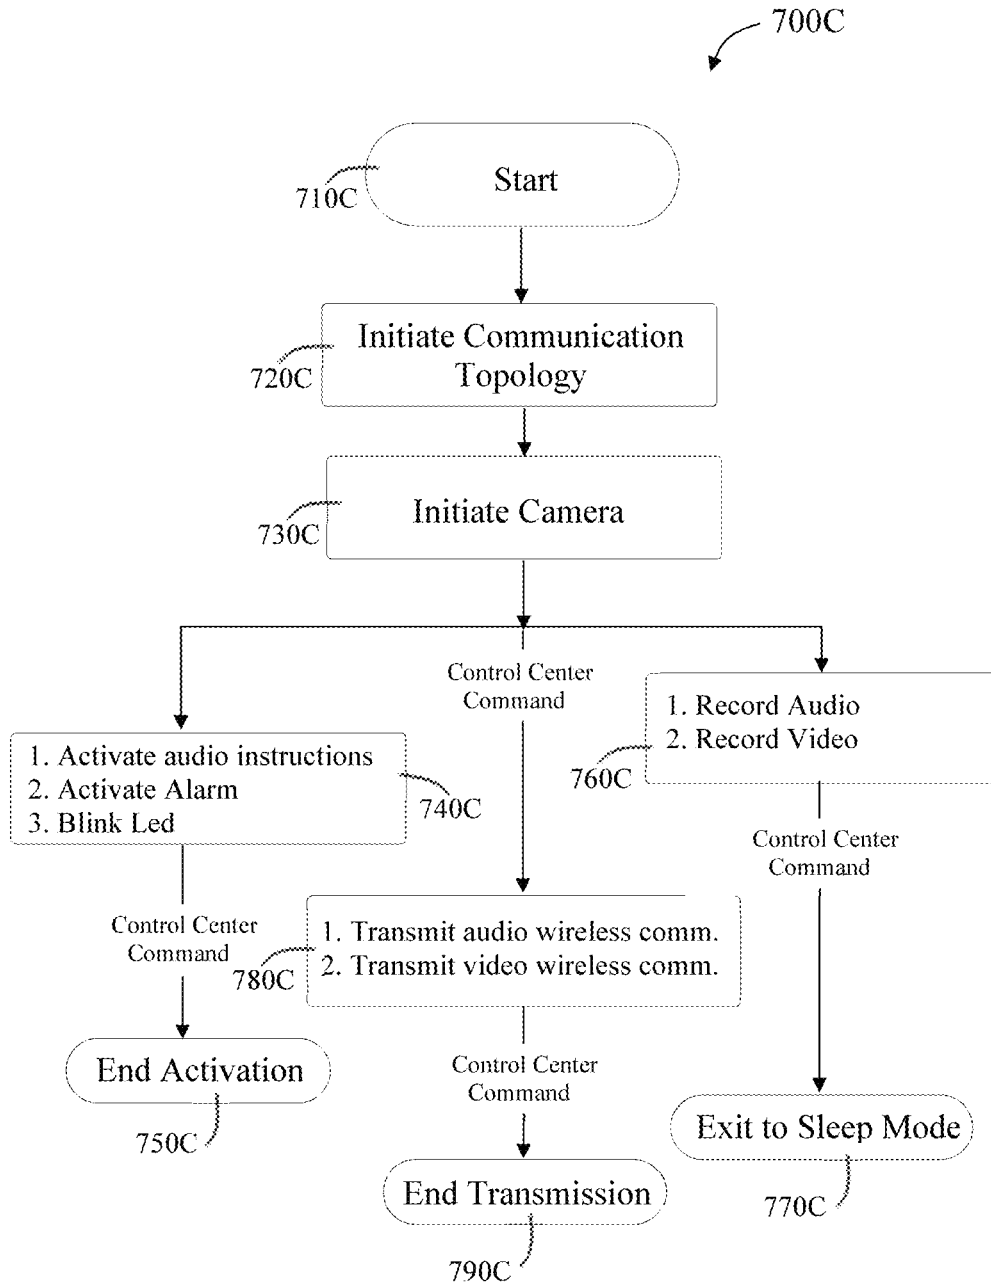 700C
Start
710C
Initiate Communication
Topology
720C
Initiate Camera
730C
Control Center
Command
1. Record Audio
2. Record Video
760C
1. Activate audio instructions
2. Activate Alarm
3. Blink Led
740C
Control Center
Command
Control Center
Command
1. Transmit audio wireless comm.
2. Transmit video wireless comm.
780C
End Activation
750C
Control Center
Command
Exit to Sleep Mode
770C
End Transmission
790C